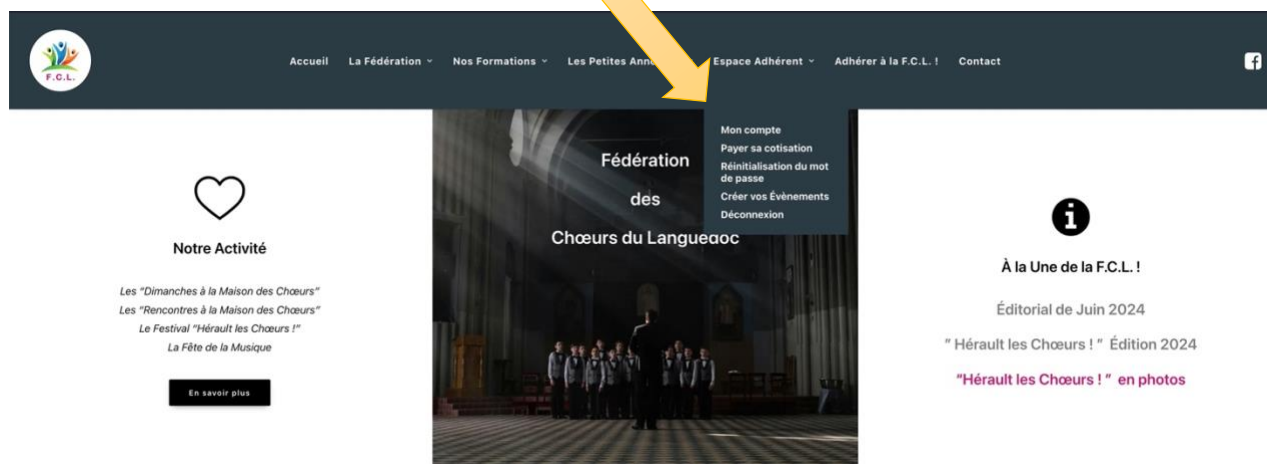 F.C.L.
Accueil
La Fédération
Nos Formations
Les Petites
Espace Adhérent
Adhérer à la F.C.L. !
Contact
Mon compte
Payer sa cotisation
Réinitialisation du mot
de passe
Créer vos Évènements
Déconnexion
Notre Activité
Les “Dimanches à la Maison des Chœurs”
Les “Rencontres à la Maison des Chœurs”
Le Festival “Hérault les Chœurs !”
La Fête de la Musique
En savoir plus
Fédération
des
Chœurs du Languedoc
À la Une de la F.C.L. !
Éditorial de Juin 2024
” Hérault les Chœurs ! ” Édition 2024
“Hérault les Chœurs ! ” en photos